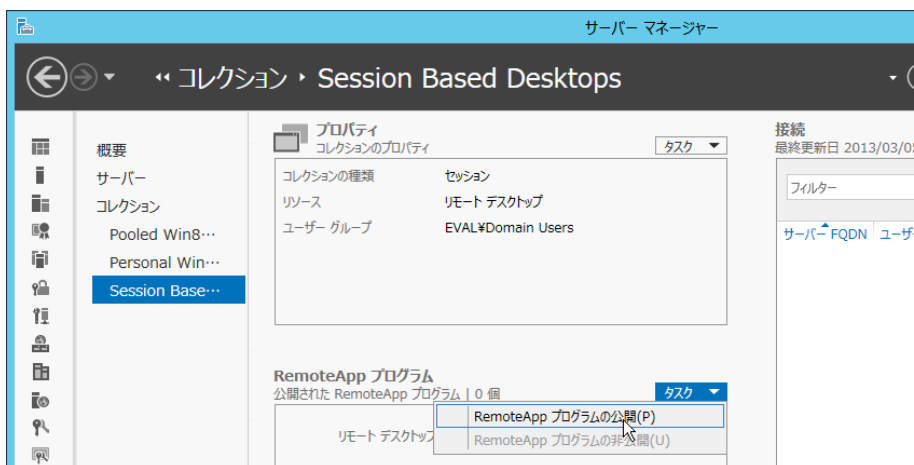 サーバー マネージャー
コレクション Session Based Desktops
概要
サーバー
コレクション
Pooled Win8…
Personal Win…
Session Base…
プロパティ
コレクションのプロパティ
タスク
コレクションの種類 セッション
リソース リモート デスクトップ
ユーザー グループ EVAL¥Domain Users
RemoteApp プログラム
公開された RemoteApp プログラム | 0 個
タスク
RemoteApp プログラムの公開(P)
RemoteApp プログラムの非公開(U)
リモート デスクトップ
接続
最終更新日 2013/03/05
フィルター
サーバー FQDN ユーザー